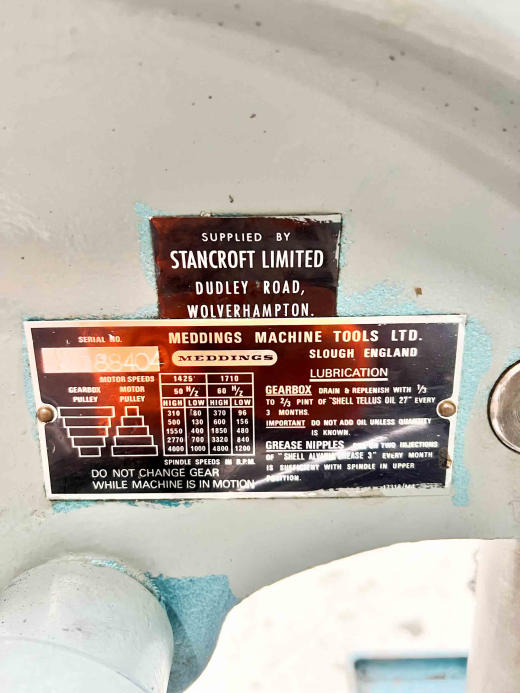 SUPPLIED BY
STANCROFT LIMITED
DUDLEY ROAD,
WOLVERHAMPTON.
SERIAL NO.
88404
MEDDINGS MACHINE TOOLS LTD.
MEDDINGS
SLOUGH ENGLAND
MOTOR SPEEDS 1425 1710
GEARBOX PULLEY
MOTOR PULLEY
50 H/Z 60 H/Z
HIGH LOW HIGH LOW
310 80 370 96
500 130 600 156
1550 400 1850 480
2770 700 3320 840
4000 1000 4800 1200
SPINDLE SPEEDS IN R.P.M.
DO NOT CHANGE GEAR
WHILE MACHINE IS IN MOTION
LUBRICATION
GEARBOX DRAIN & REPLENISH WITH 1/3
TO 2/3 PINT OF "SHELL TELLUS OIL 27" EVERY
3 MONTHS.
IMPORTANT DO NOT ADD OIL UNLESS QUANTITY
IS KNOWN.
GREASE NIPPLES OR TWO INJECTIONS
OF "SHELL ALVANIA GREASE 3" EVERY MONTH
IS SUFFICIENT WITH SPINDLE IN UPPER
POSITION.